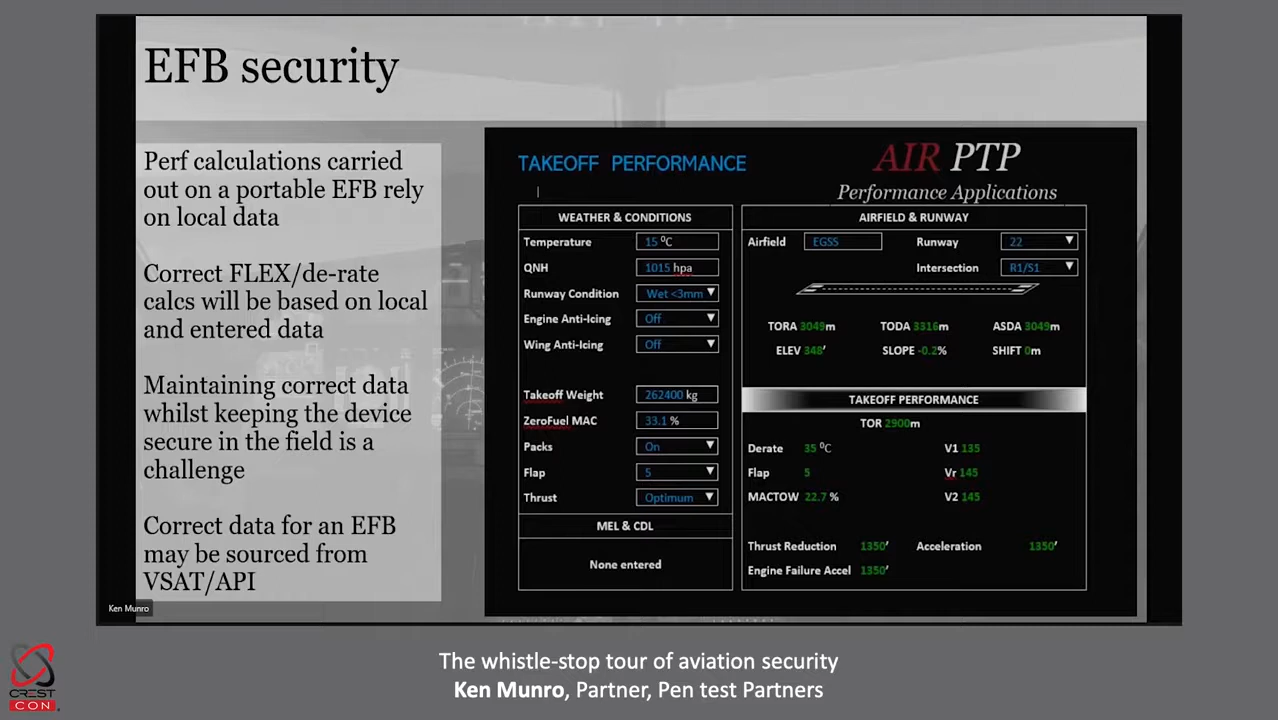 EFB security
Perf calculations carried
out on a portable EFB rely
on local data
Correct FLEX/de-rate
calcs will be based on local
and entered data
Maintaining correct data
whilst keeping the device
secure in the field is a
challenge
Correct data for an EFB
may be sourced from
VSAT/API
Ken Munro
TAKEOFF PERFORMANCE
AIR PTP
Performance Applications
WEATHER & CONDITIONS
Temperature 15 ⁰C
QNH 1015 hpa
Runway Condition Wet <3mm
Engine Anti-Icing Off
Wing Anti-Icing Off
Takeoff Weight 262400 kg
ZeroFuel MAC 33.1 %
Packs On
Flap 5
Thrust Optimum
MEL & CDL
None entered
AIRFIELD & RUNWAY
Airfield EGSS Runway 22
Intersection R1/S1
TORA 3049m TODA 3316m ASDA 3049m
ELEV 348’ SLOPE -0.2% SHIFT 0m
TAKEOFF PERFORMANCE
TOR 2900m
Derate 35 ⁰C V1 135
Flap 5 Vr 145
MACTOW 22.7 % V2 145
Thrust Reduction 1350’ Acceleration 1350’
Engine Failure Accel 1350’
The whistle-stop tour of aviation security
Ken Munro, Partner, Pen test Partners
CREST
CON.